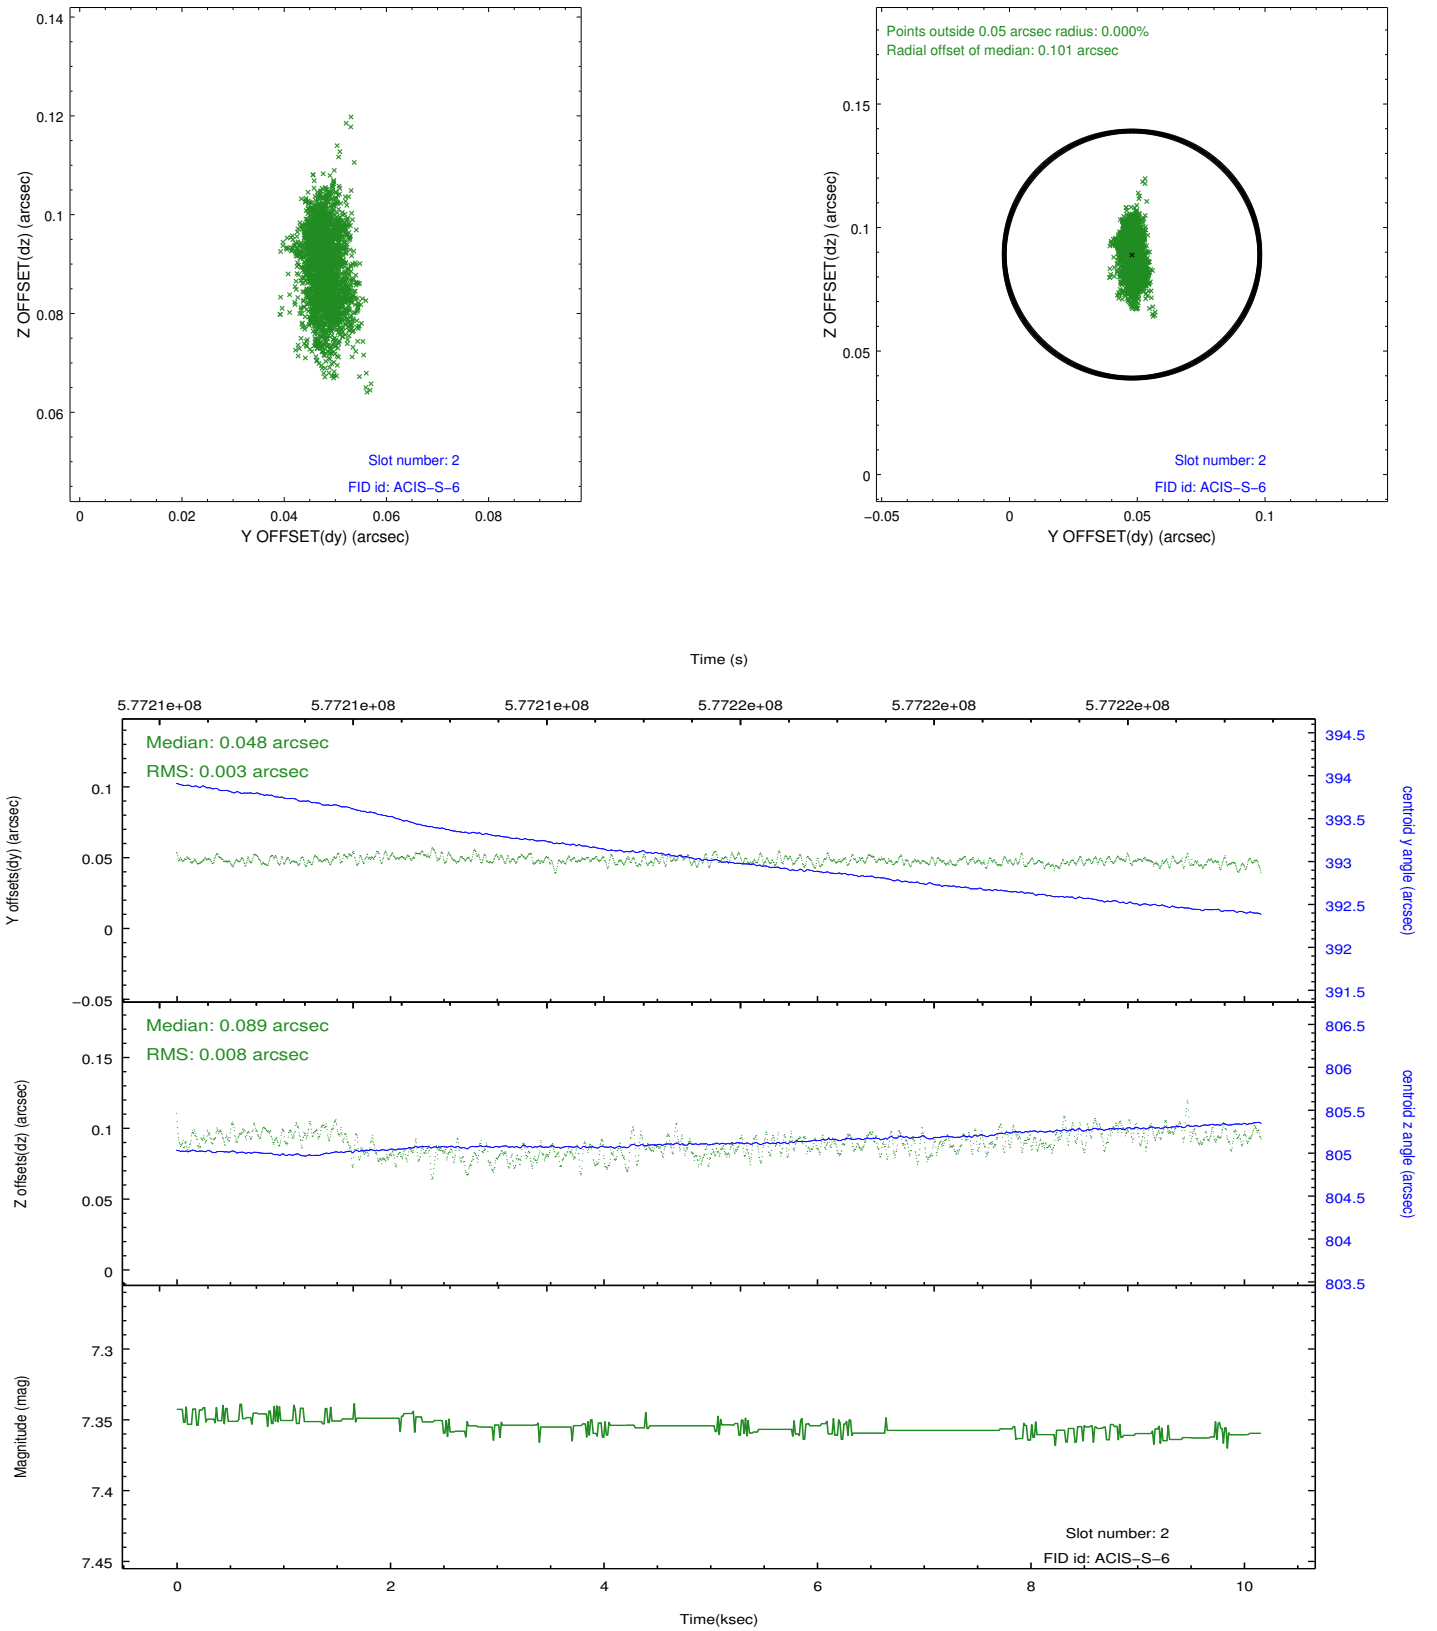 0.14
0.12
0.1
0.08
0.06
Z OFFSET(dz) (arcsec)
Slot number: 2
FID id: ACIS−S−6
0
0.02
0.04
0.06
0.08
Y OFFSET(dy) (arcsec)
Points outside 0.05 arcsec radius: 0.000%
Radial offset of median: 0.101 arcsec
0.15
0.1
0.05
0
Z OFFSET(dz) (arcsec)
Slot number: 2
FID id: ACIS−S−6
−0.05
0
0.05
0.1
Y OFFSET(dy) (arcsec)
Time (s)
5.7721e+08
5.7721e+08
5.7721e+08
5.7722e+08
5.7722e+08
5.7722e+08
Median: 0.048 arcsec
RMS: 0.003 arcsec
0.1
0.05
0
−0.05
Y offsets(dy) (arcsec)
394.5
394
393.5
393
392.5
392
391.5
centroid y angle (arcsec)
Median: 0.089 arcsec
RMS: 0.008 arcsec
0.15
0.1
0.05
0
Z offsets(dz) (arcsec)
806.5
806
805.5
805
804.5
804
803.5
centroid z angle (arcsec)
7.3
7.35
7.4
7.45
Magnitude (mag)
Slot number: 2
FID id: ACIS−S−6
0
2
4
6
8
10
Time(ksec)